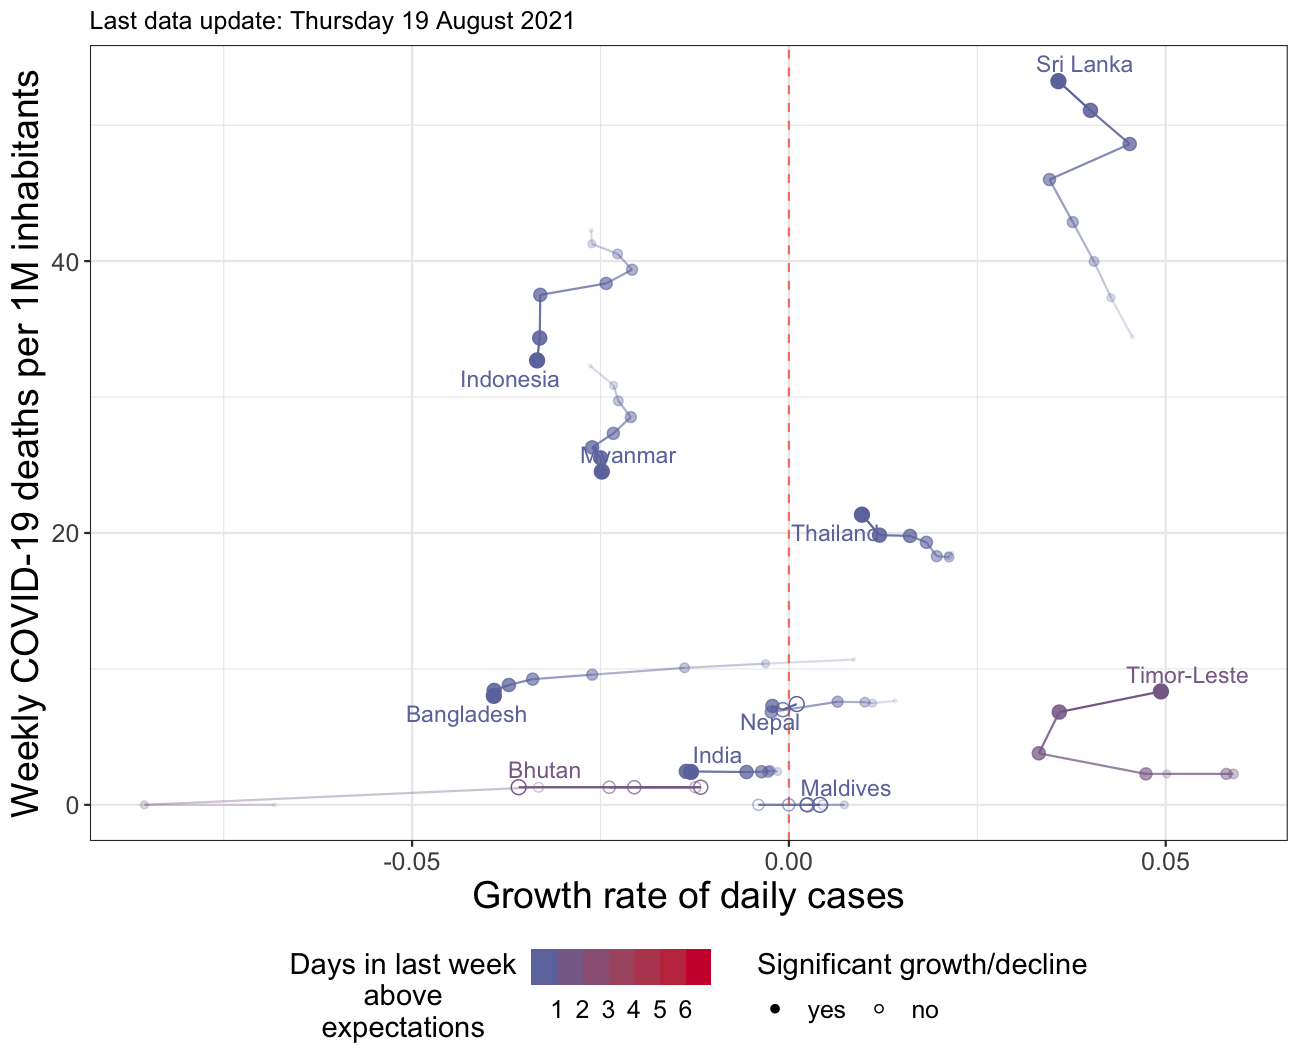 Last data update: Thursday 19 August 2021
Weekly COVID-19 deaths per 1M inhabitants
40
20
0
Sri Lanka
Indonesia
Myanmar
Thailand
Timor-Leste
Bangladesh
Nepal
India
Bhutan
Maldives
-0.05 0.00 0.05
Growth rate of daily cases
Days in last week
above
expectations
1 2 3 4 5 6
Significant growth/decline
yes no